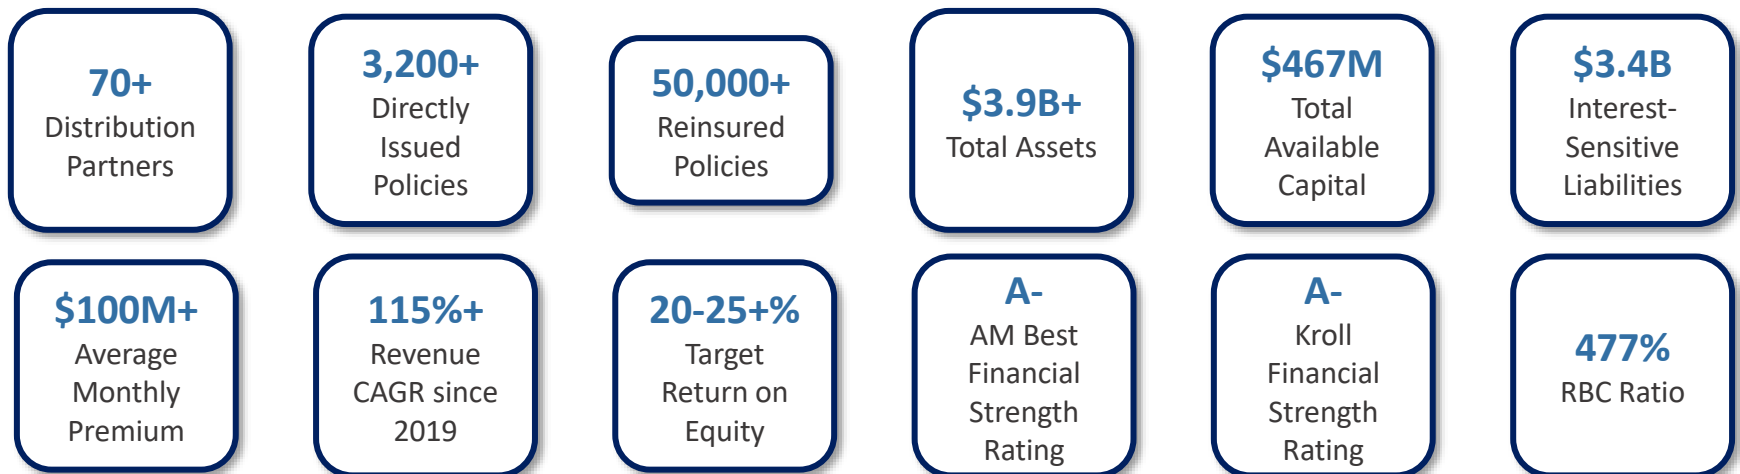 70+
Distribution
Partners
3,200+
Directly
Issued
Policies
50,000+
Reinsured
Policies
$3.9B+
Total Assets
$467M
Total
Available
Capital
$3.4B
Interest-
Sensitive
Liabilities
$100M+
Average
Monthly
Premium
115%+
Revenue
CAGR since
2019
20-25+%
Target
Return on
Equity
A-
AM Best
Financial
Strength
Rating
A-
Kroll
Financial
Strength
Rating
477%
RBC Ratio